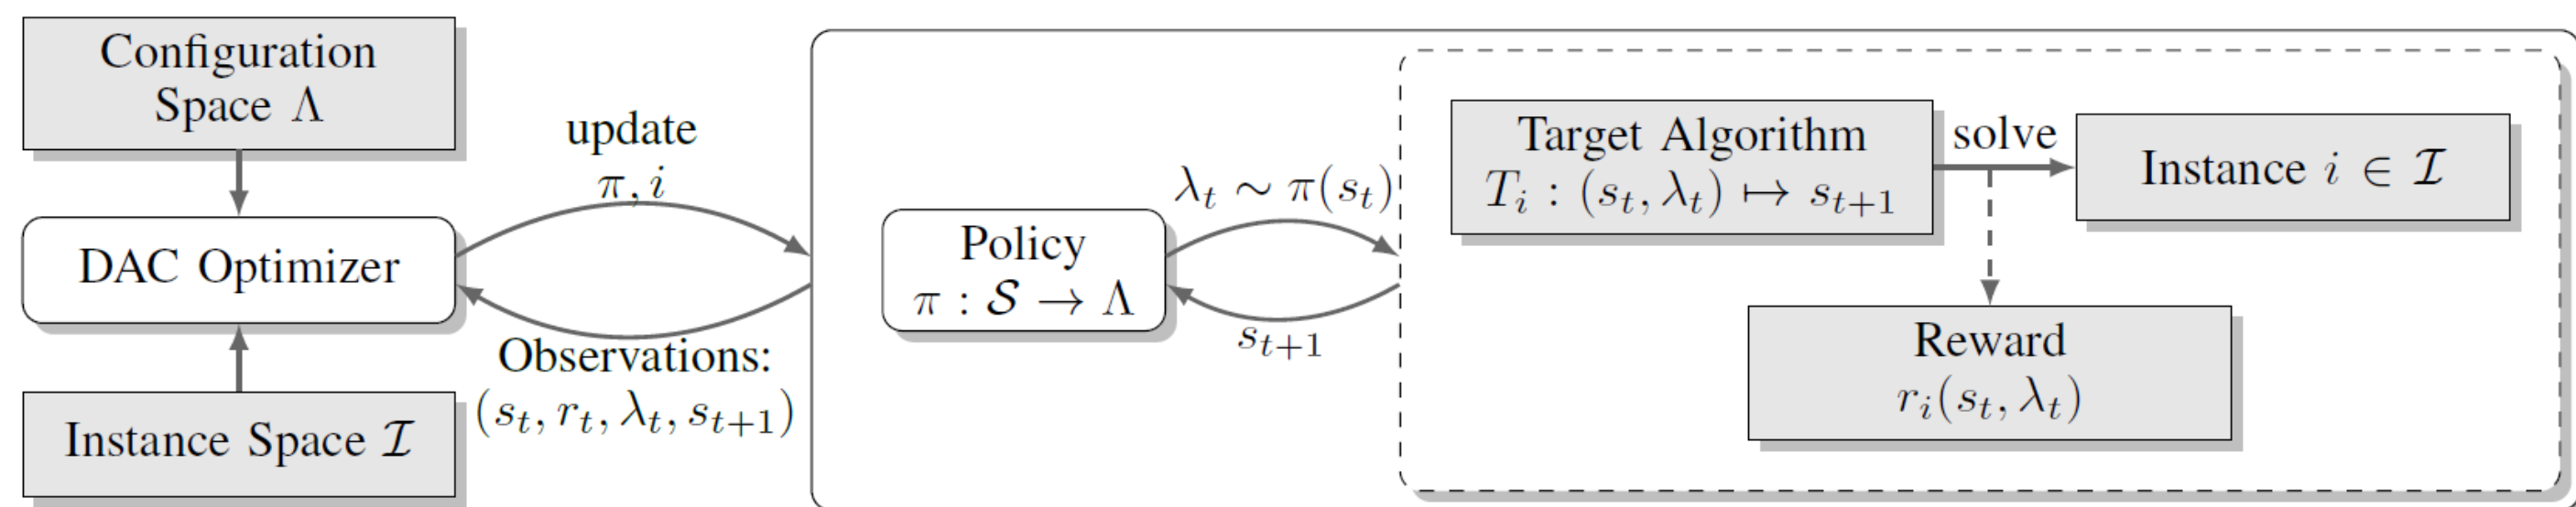 Configuration
Space Λ
DAC Optimizer
Instance Space 𝓘
update
π, i
Observations:
(s_t, r_t, λ_t, s_{t+1})
Policy
π : 𝒮 → Λ
λ_t ∼ π(s_t)
s_{t+1}
Target Algorithm
T_i : (s_t, λ_t) ↦ s_{t+1}
solve
Instance i ∈ 𝓘
Reward
r_i(s_t, λ_t)